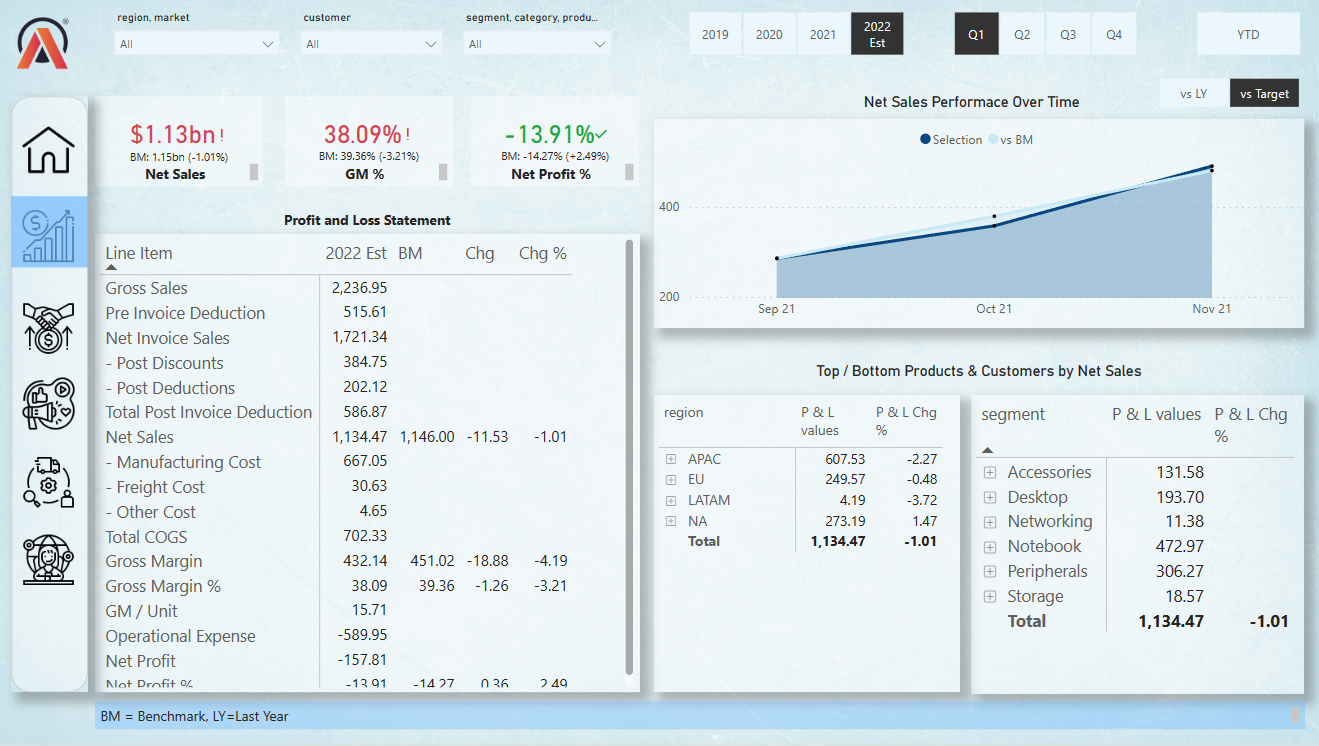 region, market
customer
segment, category, produ...
All
All
All
2019
2020
2021
2022
Est
Q1
Q2
Q3
Q4
YTD
vs LY
vs Target
$1.13bn !
BM: 1.15bn (-1.01%)
Net Sales
38.09% !
BM: 39.36% (-3.21%)
GM %
-13.91%
BM: -14.27% (+2.49%)
Net Profit %
Net Sales Performace Over Time
Selection vs BM
400
200
Sep 21
Oct 21
Nov 21
Profit and Loss Statement
Line Item 2022 Est BM Chg Chg %
Gross Sales 2,236.95
Pre Invoice Deduction 515.61
Net Invoice Sales 1,721.34
- Post Discounts 384.75
- Post Deductions 202.12
Total Post Invoice Deduction 586.87
Net Sales 1,134.47 1,146.00 -11.53 -1.01
- Manufacturing Cost 667.05
- Freight Cost 30.63
- Other Cost 4.65
Total COGS 702.33
Gross Margin 432.14 451.02 -18.88 -4.19
Gross Margin % 38.09 39.36 -1.26 -3.21
GM / Unit 15.71
Operational Expense -589.95
Net Profit -157.81
Net Profit % -13.91 -14.27 0.36 2.49
Top / Bottom Products & Customers by Net Sales
region P & L values P & L Chg %
APAC 607.53 -2.27
EU 249.57 -0.48
LATAM 4.19 -3.72
NA 273.19 1.47
Total 1,134.47 -1.01
segment P & L values P & L Chg %
Accessories 131.58
Desktop 193.70
Networking 11.38
Notebook 472.97
Peripherals 306.27
Storage 18.57
Total 1,134.47 -1.01
BM = Benchmark, LY=Last Year